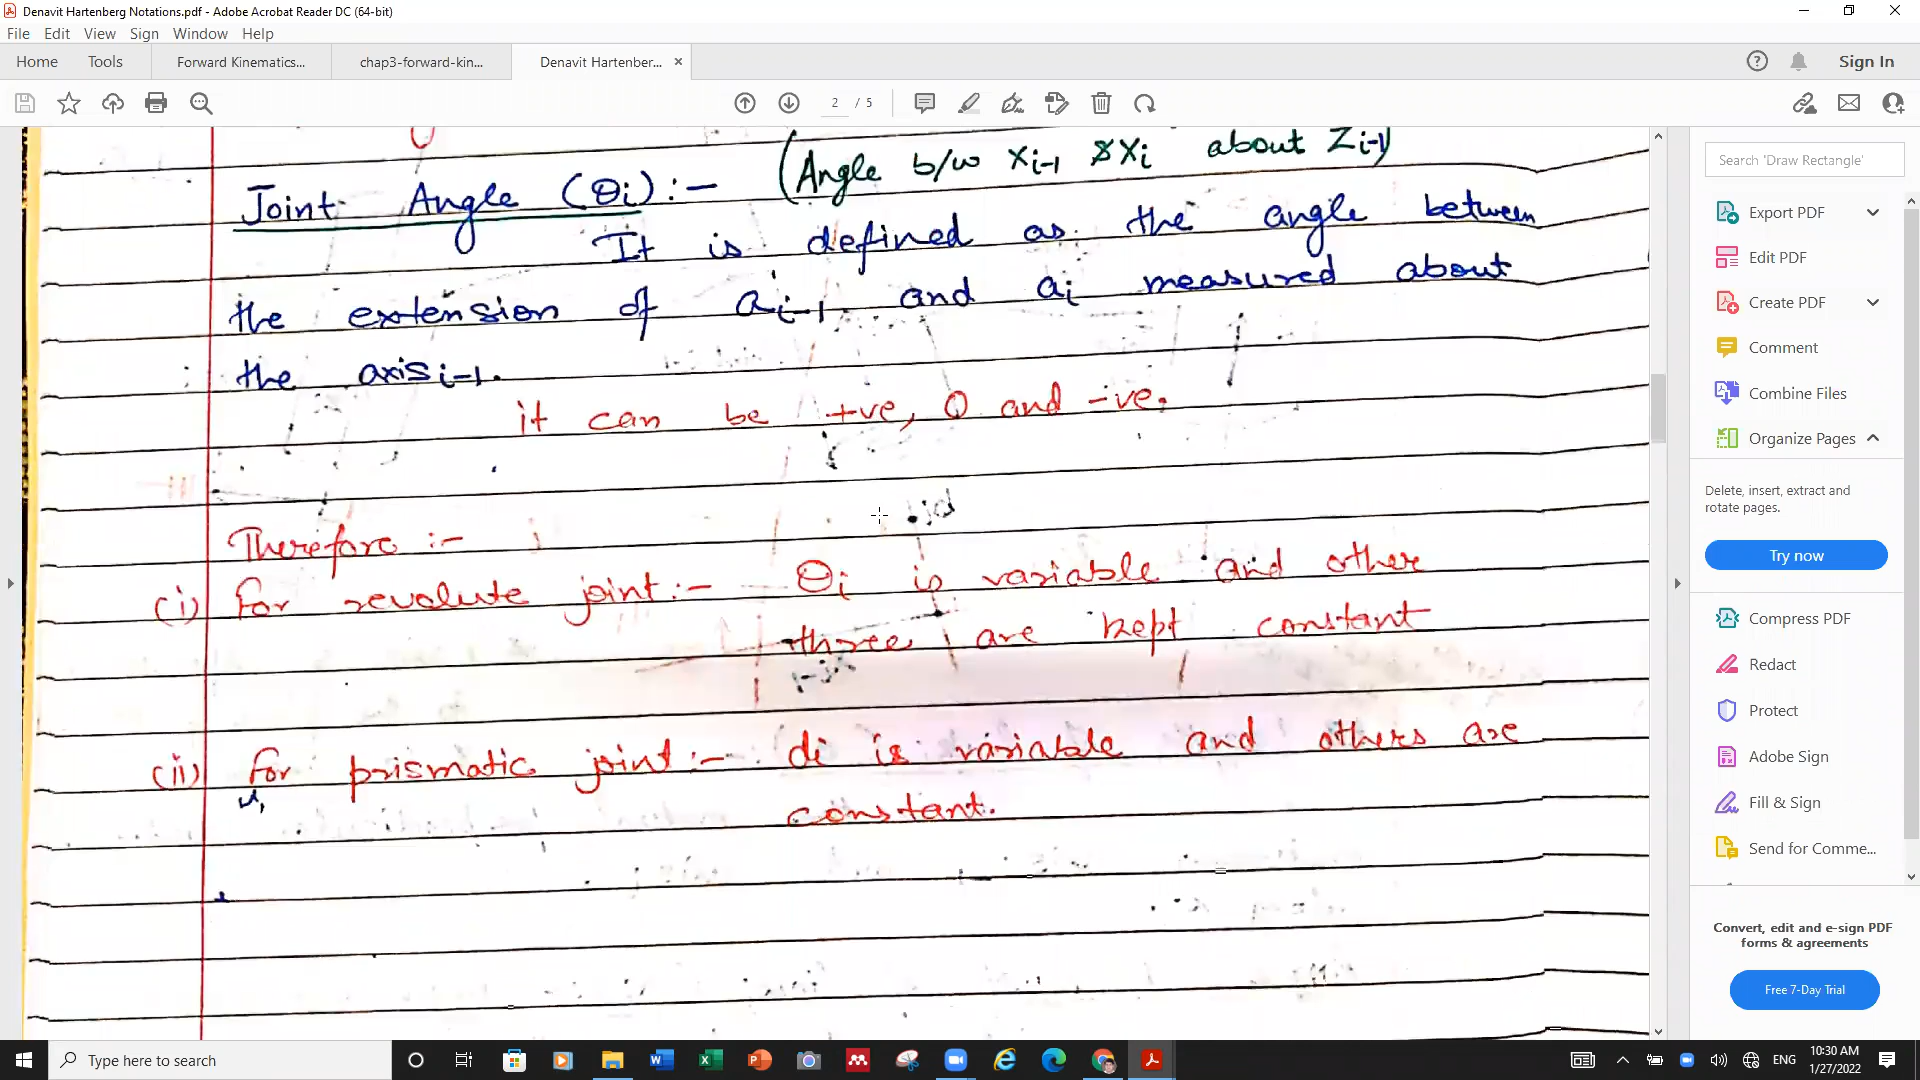 Denavit Hartenberg Notations.pdf - Adobe Acrobat Reader DC (64-bit)
File Edit View Sign Window Help
Home Tools Forward Kinematics... chap3-forward-kin... Denavit Hartenber... Sign In
2 / 5
(Angle b/w Xi-1 & Xi about Zi-1)
Joint Angle (θi) :-
It is defined as the angle between
the extension of ai-1 and ai measured about
the axis i-1.
it can be +ve, 0 and -ve.
Therefore :-
(i) For revolute joint :- θi is variable and other
three are kept constant
(ii) For prismatic joint :- di is variable and others are
constant.
Search 'Draw Rectangle'
Export PDF
Edit PDF
Create PDF
Comment
Combine Files
Organize Pages
Delete, insert, extract and
rotate pages.
Try now
Compress PDF
Redact
Protect
Adobe Sign
Fill & Sign
Send for Comme...
Convert, edit and e-sign PDF
forms & agreements
Free 7-Day Trial
Type here to search
ENG
10:30 AM
1/27/2022